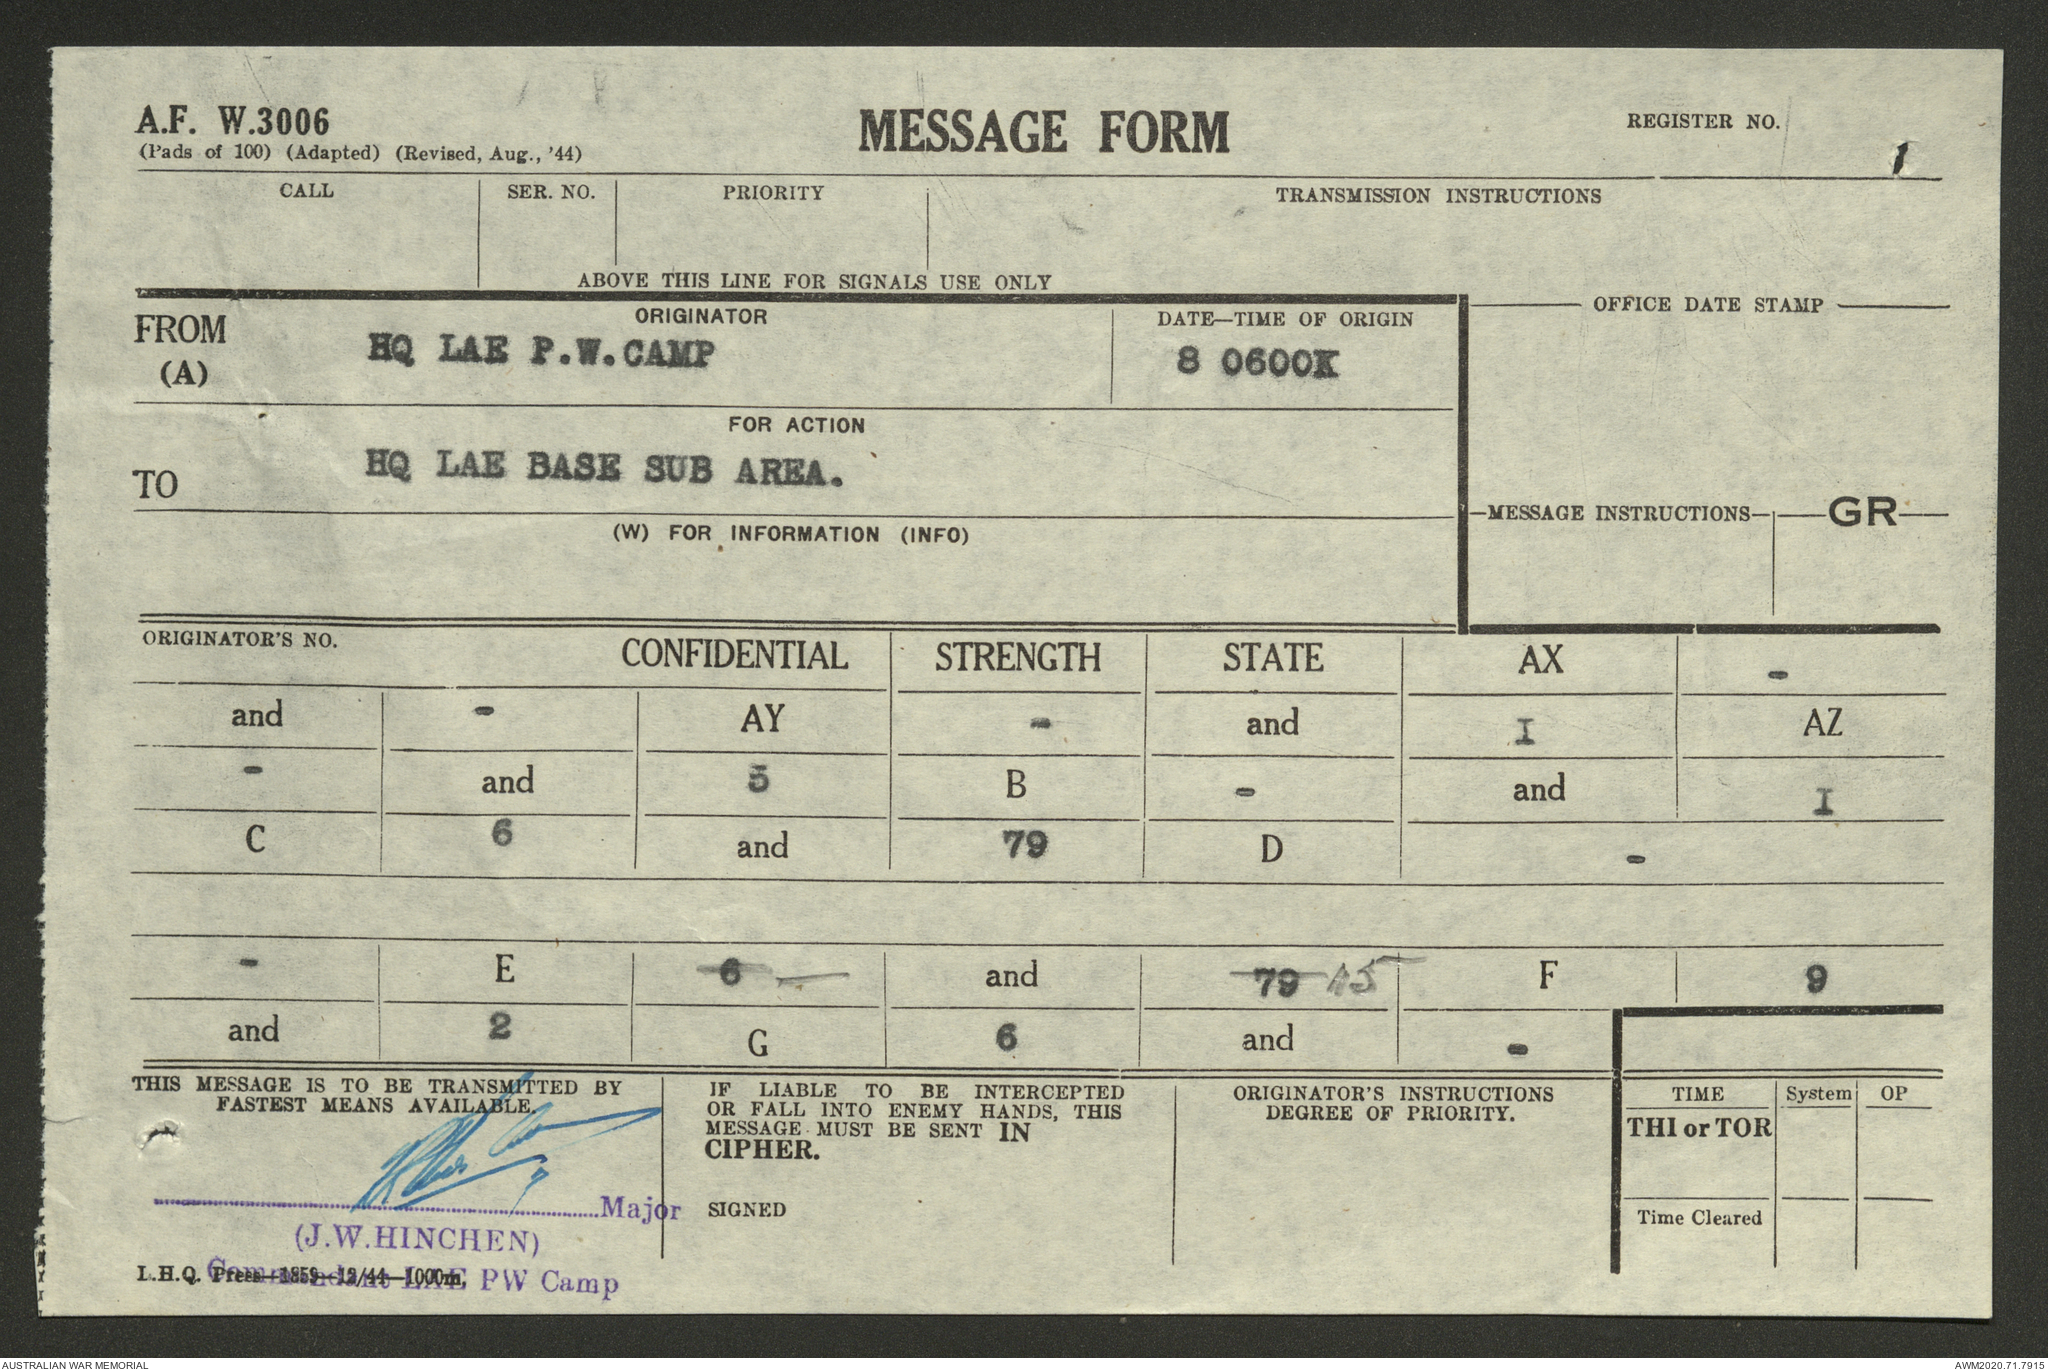 A.F. W.3006
(Pads of 100) (Adapted) (Revised, Aug., '44)
MESSAGE FORM
REGISTER NO.
1
CALL SER. NO. PRIORITY TRANSMISSION INSTRUCTIONS
ABOVE THIS LINE FOR SIGNALS USE ONLY
FROM
(A)
ORIGINATOR
HQ LAE P.W.CAMP
DATE—TIME OF ORIGIN
8 0600K
OFFICE DATE STAMP
FOR ACTION
TO
HQ LAE BASE SUB AREA.
(W) FOR INFORMATION (INFO)
MESSAGE INSTRUCTIONS GR
ORIGINATOR'S NO. CONFIDENTIAL STRENGTH STATE AX -
and - AY - and I AZ
- and 5 B - and I
C 6 and 79 D -
- E 6 — and 79 F 9
and 2 G 6 and -
THIS MESSAGE IS TO BE TRANSMITTED BY
FASTEST MEANS AVAILABLE.
Major
(J.W.HINCHEN)
Commandant LAE PW Camp
L.H.Q. Press—1859—12/44—1000m.
IF LIABLE TO BE INTERCEPTED
OR FALL INTO ENEMY HANDS, THIS
MESSAGE MUST BE SENT IN
CIPHER.
SIGNED
ORIGINATOR'S INSTRUCTIONS
DEGREE OF PRIORITY.
TIME System OP
THI or TOR
Time Cleared
AUSTRALIAN WAR MEMORIAL
AWM2020.71.7915